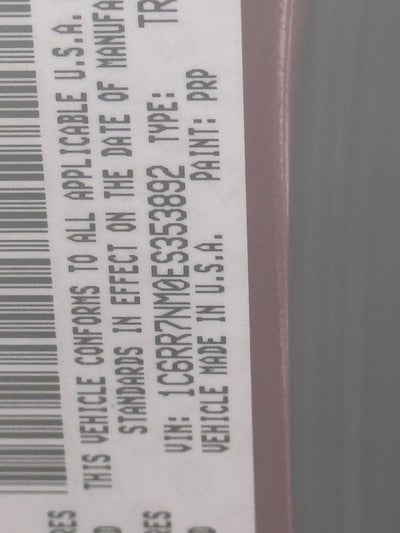 THIS VEHICLE CONFORMS TO ALL APPLICABLE U.S.A.
STANDARDS IN EFFECT ON THE DATE OF MANUFA
VIN: 1C6RR7NM0ES353892 TYPE: TR
VEHICLE MADE IN U.S.A. PAINT: PRP